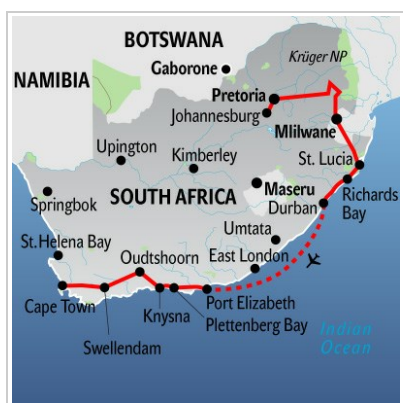 BOTSWANA
Krüger NP
Gaborone
NAMIBIA
Pretoria
Johannesburg
Mlilwane
Upington
Kimberley
St. Lucia
Maseru
Springbok
SOUTH AFRICA
Durban
Richards
Bay
Umtata
St. Helena Bay
Oudtshoorn
East London
Cape Town
Knysna
Port Elizabeth
Plettenberg Bay
Swellendam
Indian
Ocean